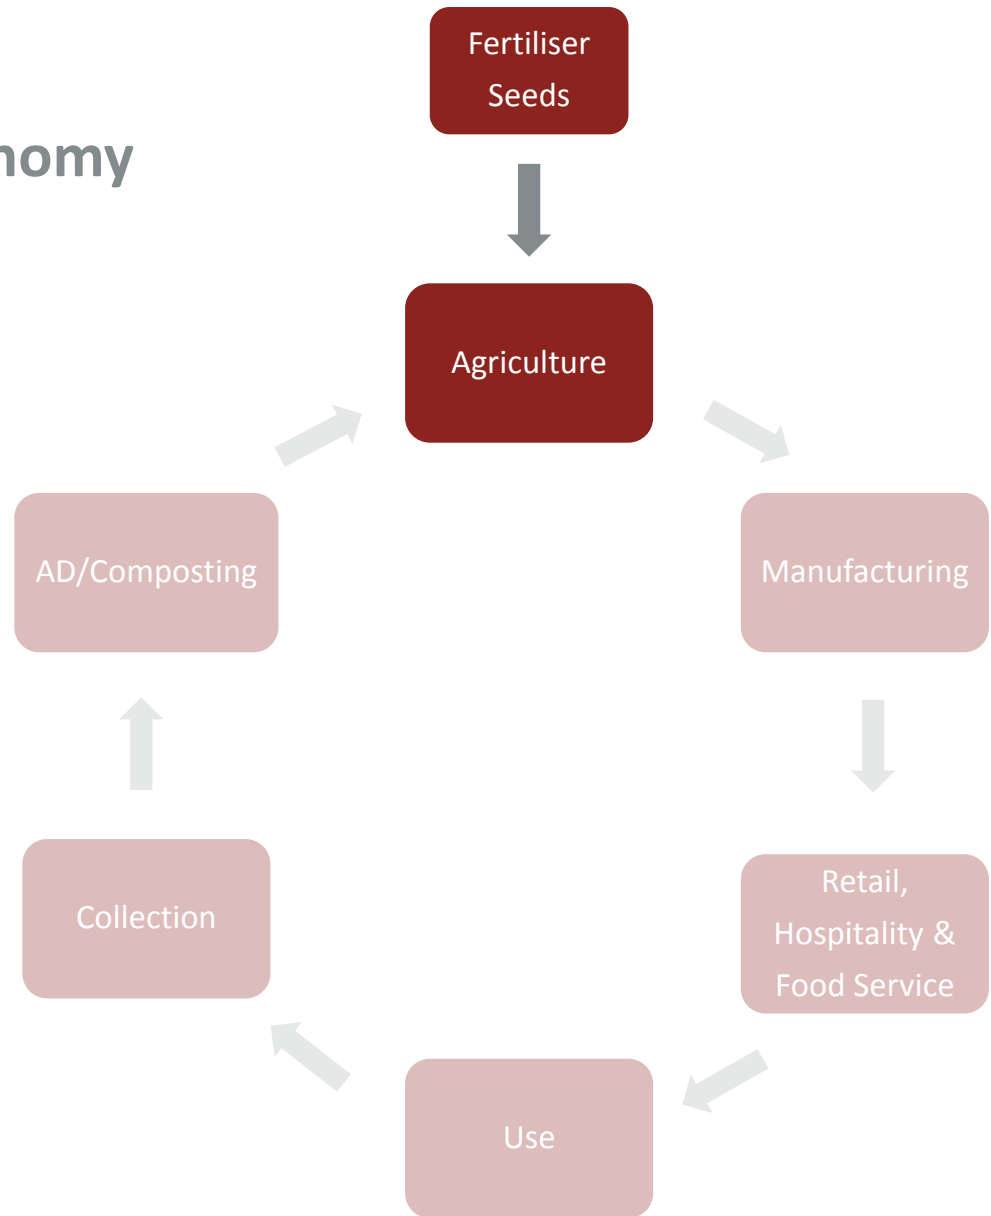 Fertiliser
Seeds
nomy
Agriculture
AD/Composting
Manufacturing
Collection
Retail,
Hospitality &
Food Service
Use